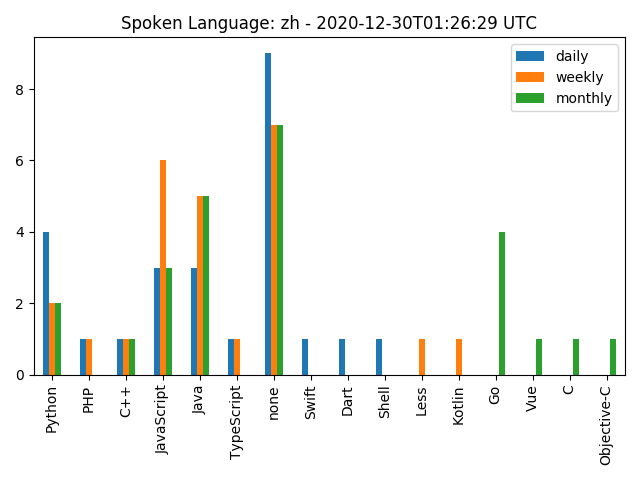 Spoken Language: zh - 2020-12-30T01:26:29 UTC
daily
weekly
monthly
8
6
4
2
0
Python
PHP
C++
JavaScript
Java
TypeScript
none
Swift
Dart
Shell
Less
Kotlin
Go
Vue
C
Objective-C